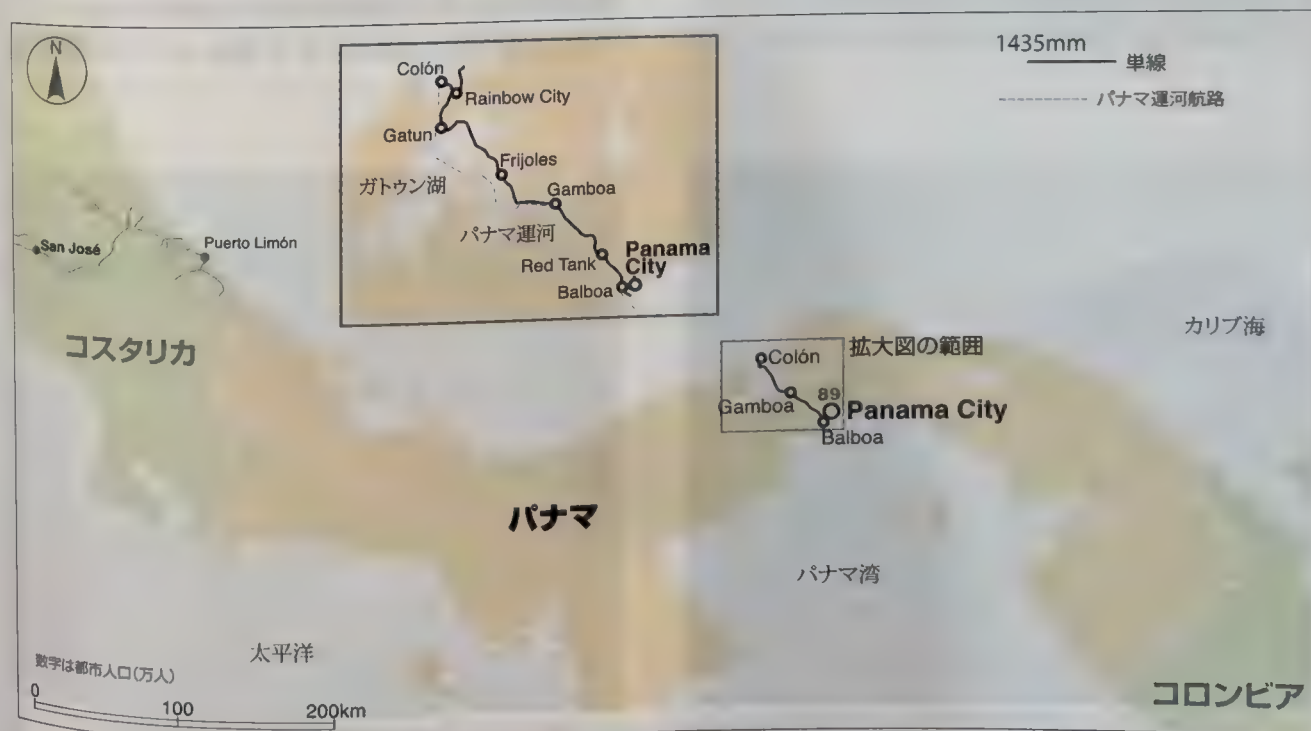 N
1435mm
単線
パナマ運河航路
Colón
Rainbow City
Gatun
Frijoles
ガトゥン湖
Gamboa
パナマ運河
Red Tank
Panama
City
Balboa
San José
Puerto Limón
コスタリカ
カリブ海
拡大図の範囲
Colón
89
Gamboa
Panama City
Balboa
パナマ
パナマ湾
太平洋
数字は都市人口(万人)
0
100
200km
コロンビア